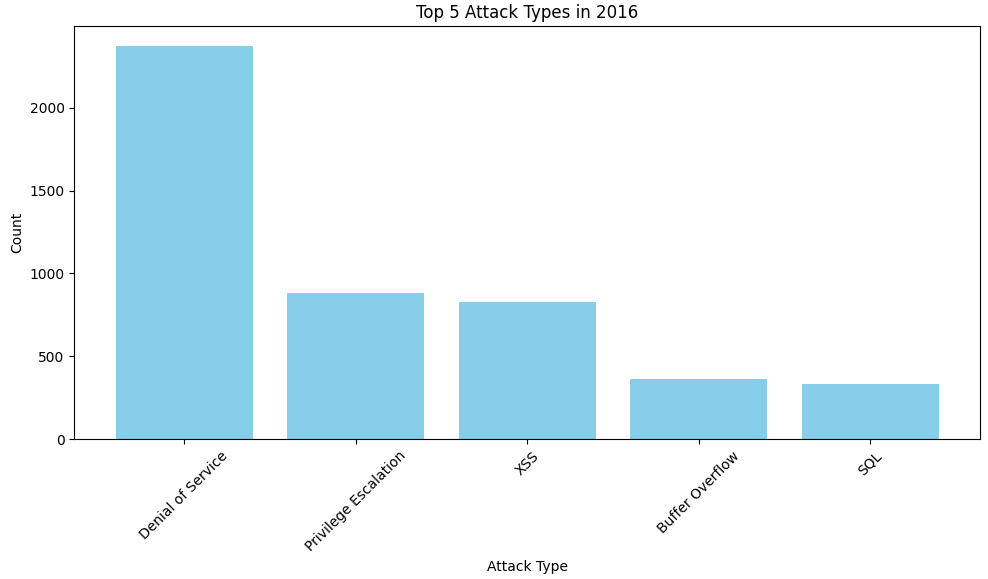 Top 5 Attack Types in 2016
Count
2000
1500
1000
500
0
Denial of Service
Privilege Escalation
XSS
Buffer Overflow
SQL
Attack Type